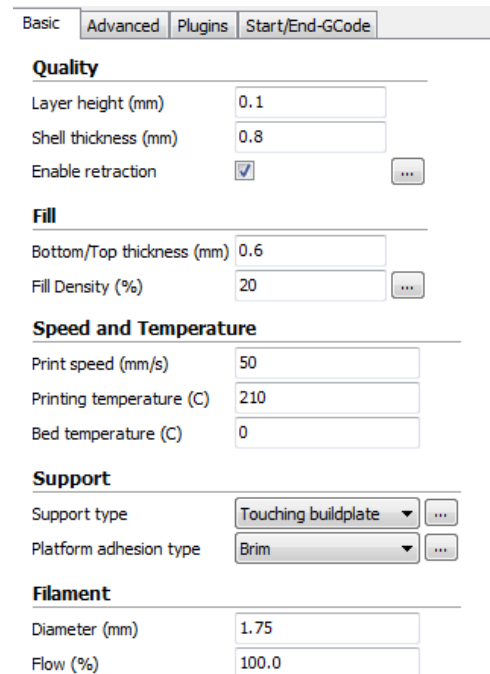 Basic Advanced Plugins Start/End-GCode
Quality
Layer height (mm) 0.1
Shell thickness (mm) 0.8
Enable retraction ...
Fill
Bottom/Top thickness (mm) 0.6
Fill Density (%) 20 ...
Speed and Temperature
Print speed (mm/s) 50
Printing temperature (C) 210
Bed temperature (C) 0
Support
Support type Touching buildplate ...
Platform adhesion type Brim ...
Filament
Diameter (mm) 1.75
Flow (%) 100.0